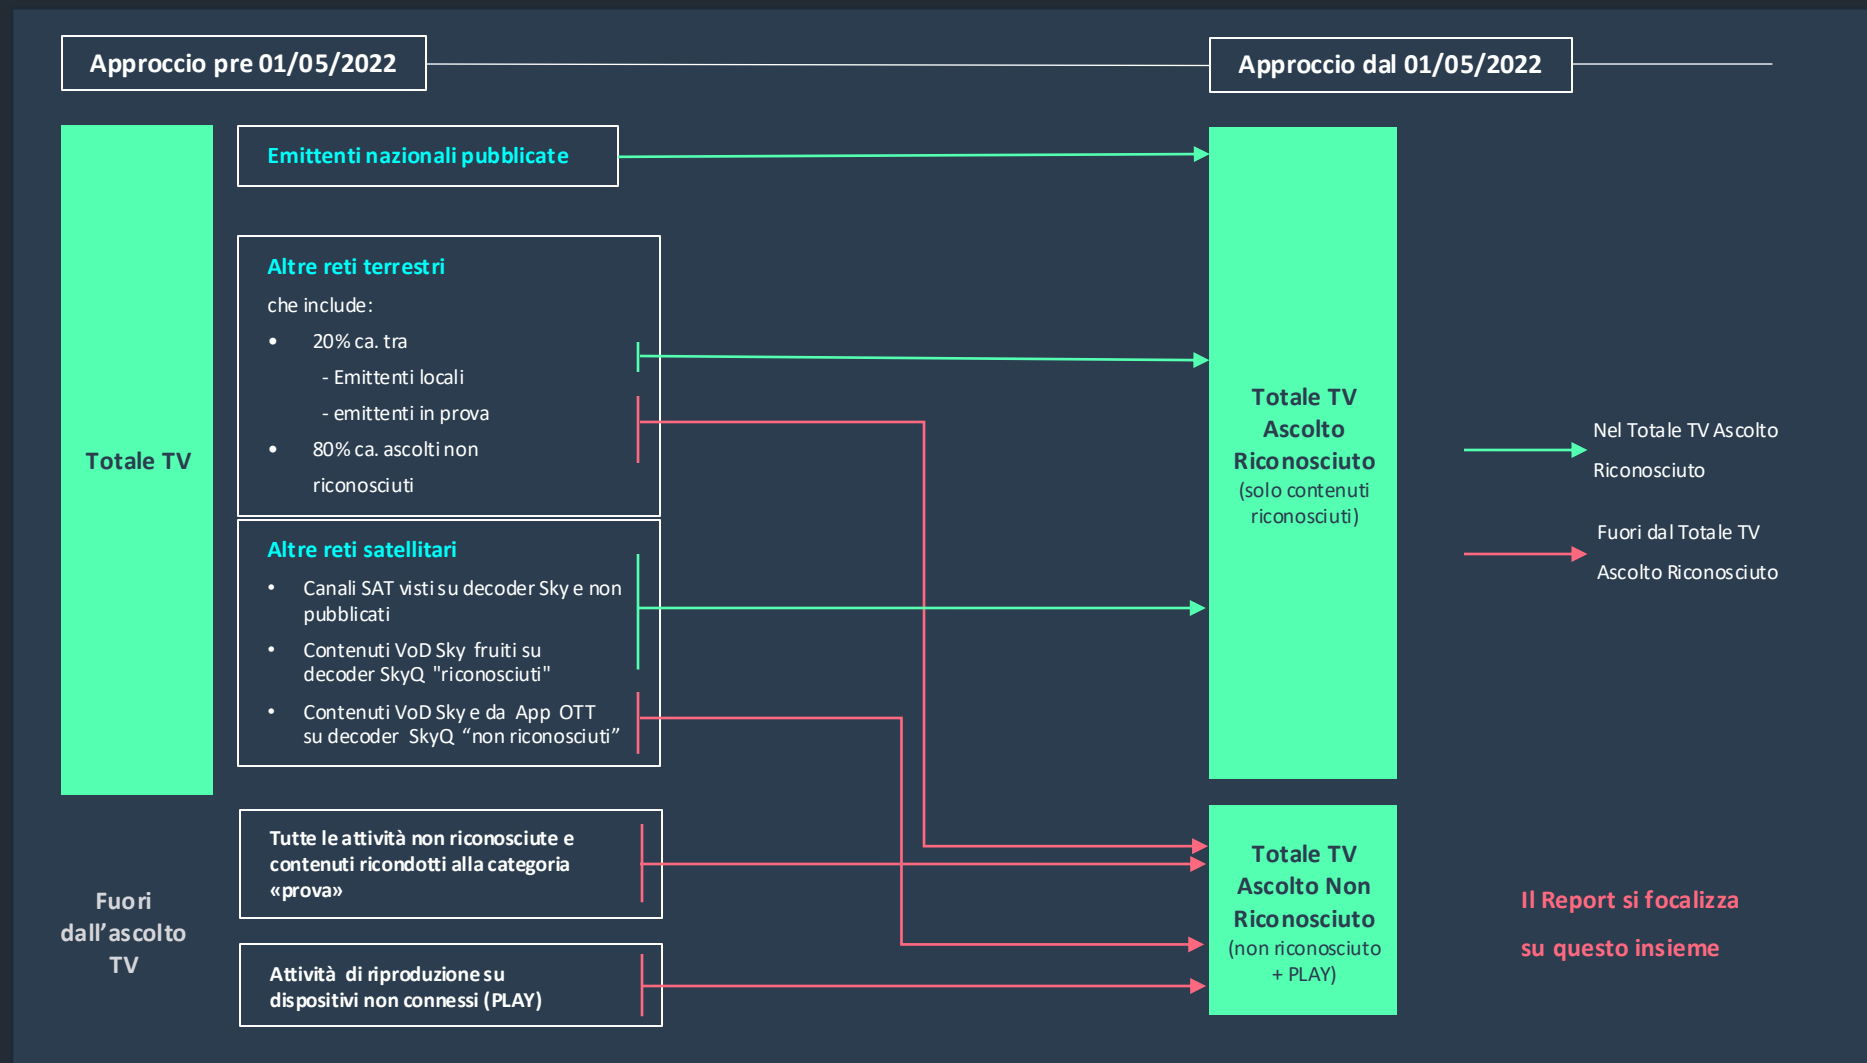 Approccio pre 01/05/2022
Approccio dal 01/05/2022
Totale TV
Emittenti nazionali pubblicate
Altre reti terrestri
che include:
• 20% ca. tra
- Emittenti locali
- emittenti in prova
• 80% ca. ascolti non
riconosciuti
Altre reti satellitari
• Canali SAT visti su decoder Sky e non
pubblicati
• Contenuti VoD Sky fruiti su
decoder SkyQ "riconosciuti"
• Contenuti VoD Sky e da App OTT
su decoder SkyQ “non riconosciuti”
Fuori
dall’ascolto
TV
Tutte le attività non riconosciute e
contenuti ricondotti alla categoria
«prova»
Attività di riproduzione su
dispositivi non connessi (PLAY)
Totale TV
Ascolto
Riconosciuto
(solo contenuti
riconosciuti)
Totale TV
Ascolto Non
Riconosciuto
(non riconosciuto
+ PLAY)
Nel Totale TV Ascolto
Riconosciuto
Fuori dal Totale TV
Ascolto Riconosciuto
Il Report si focalizza
su questo insieme